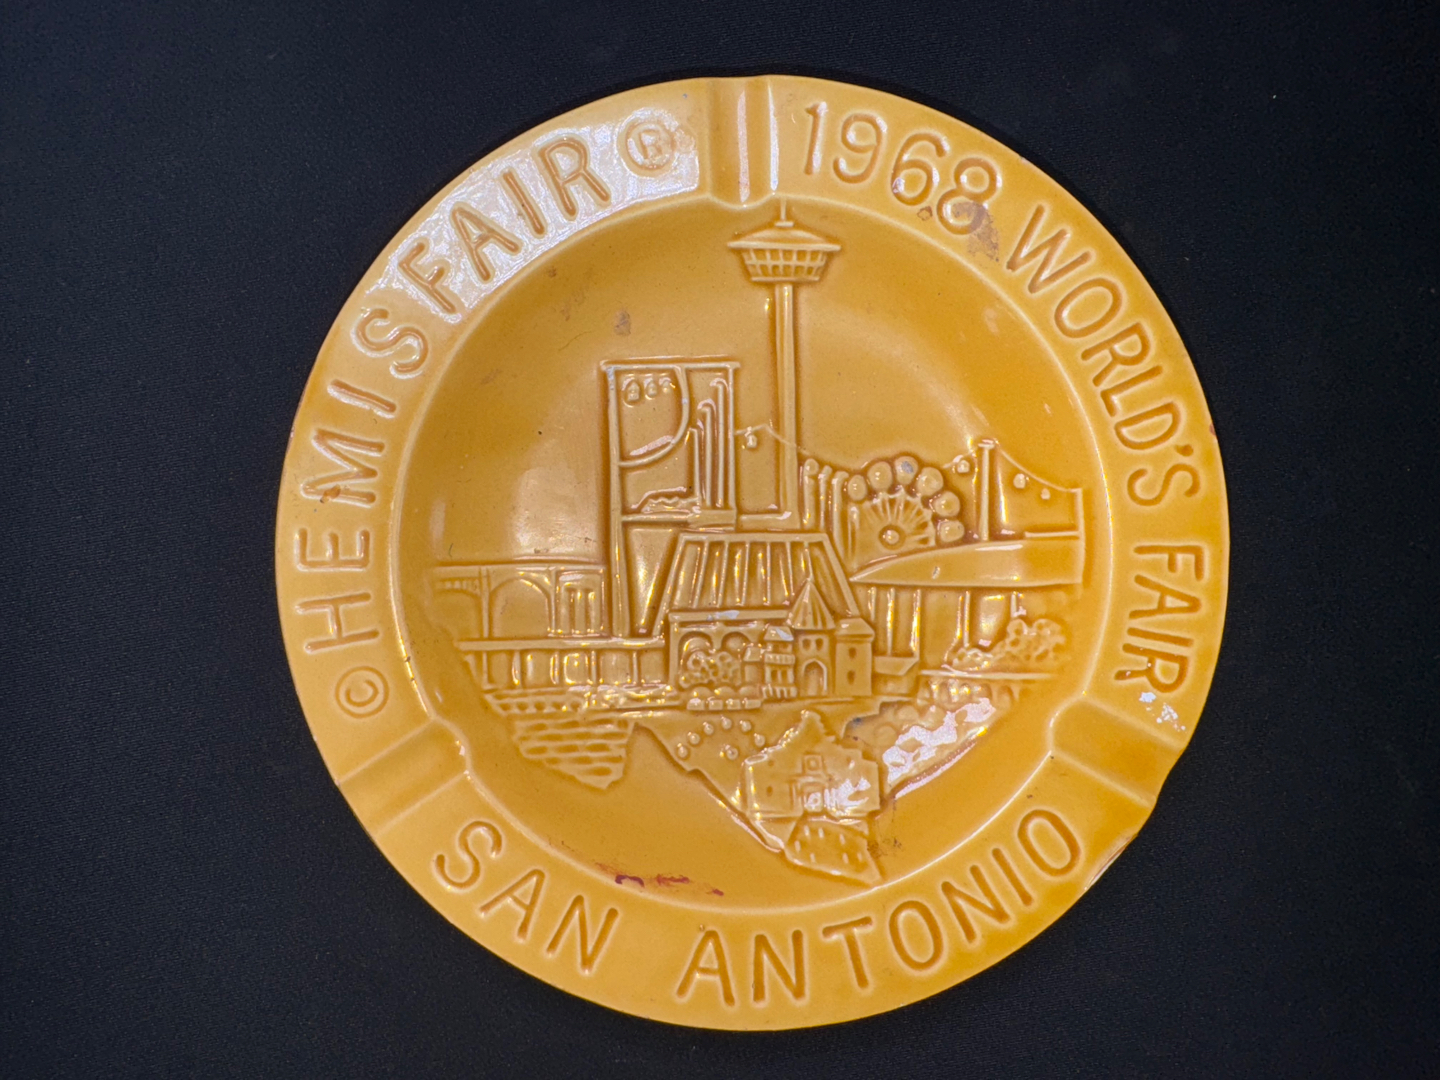 © HEMISFAIR ®
1968 WORLD'S FAIR
SAN ANTONIO